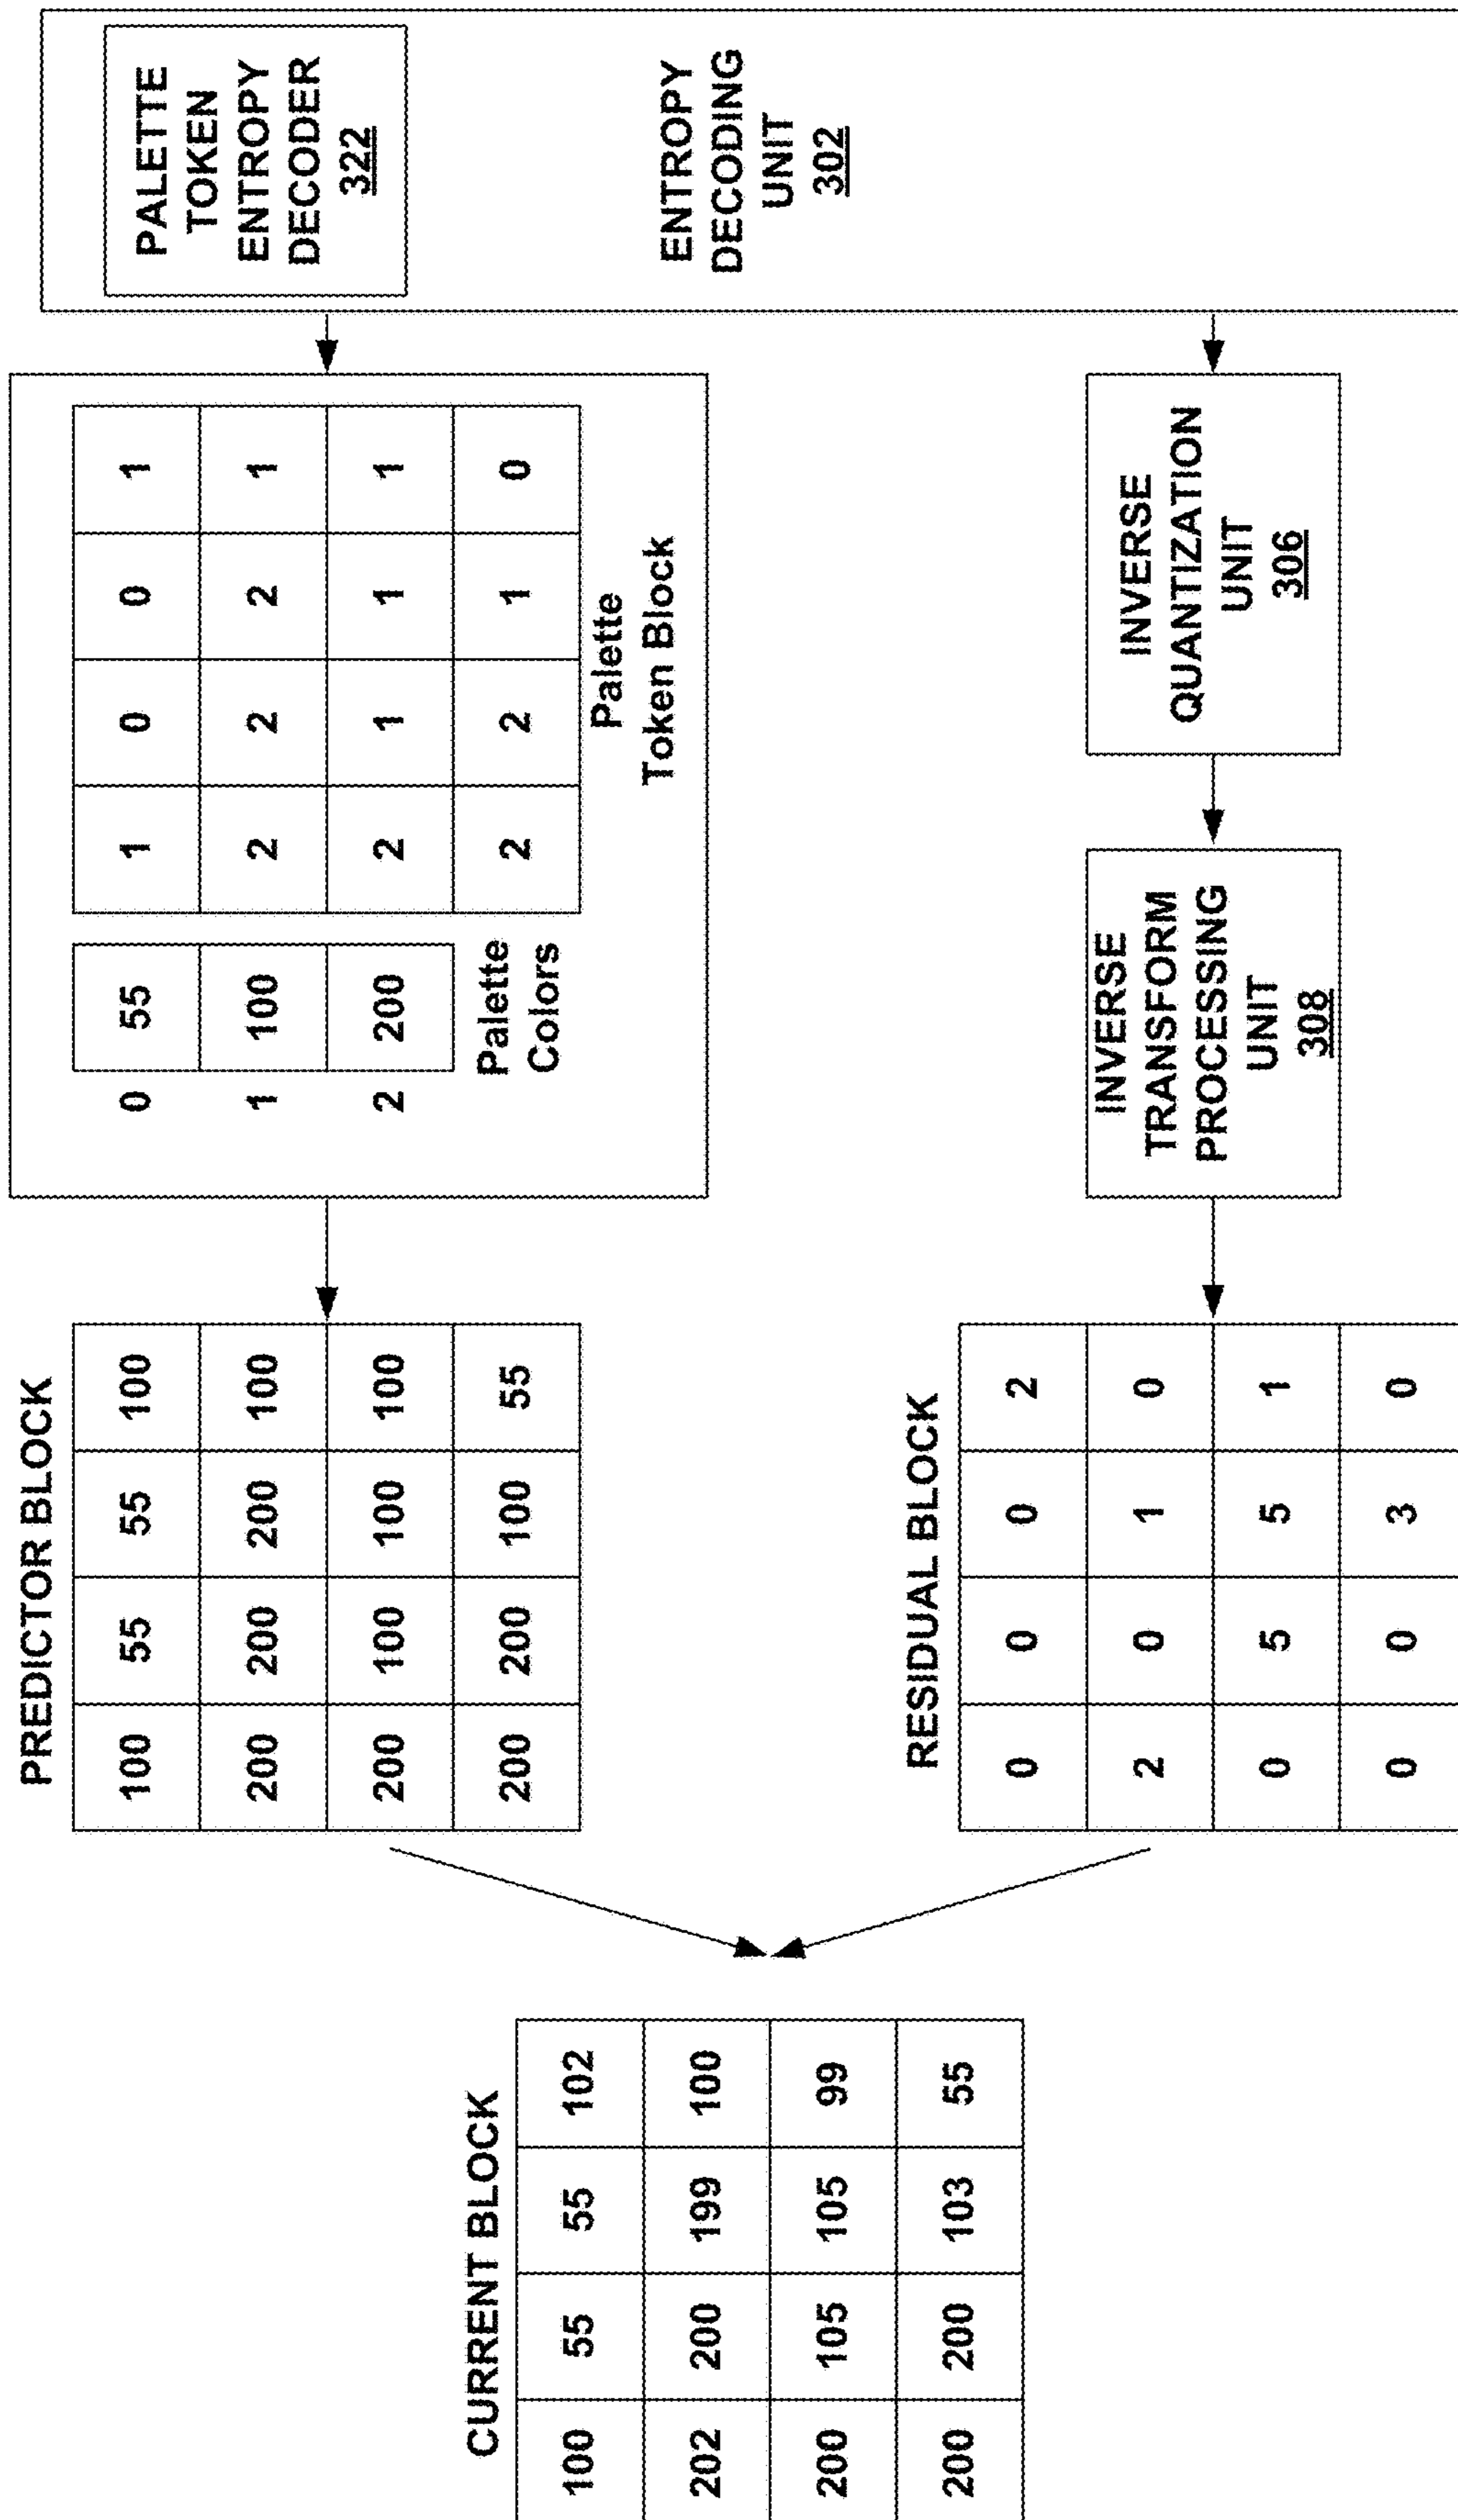 CURRENT BLOCK
100 55 55 102
202 200 199 100
200 105 105 99
200 200 103 55
PREDICTOR BLOCK
100 55 55 100
200 200 200 100
200 100 100 100
200 200 100 55
RESIDUAL BLOCK
0 0 0 2
2 0 1 0
0 5 5 1
0 0 3 0
0 55
1 100
2 200
Palette
Colors
1 0 0 1
2 2 2 1
2 1 1 1
2 2 1 0
Palette
Token Block
INVERSE
TRANSFORM
PROCESSING
UNIT
308
INVERSE
QUANTIZATION
UNIT
306
PALETTE
TOKEN
ENTROPY
DECODER
322
ENTROPY
DECODING
UNIT
302